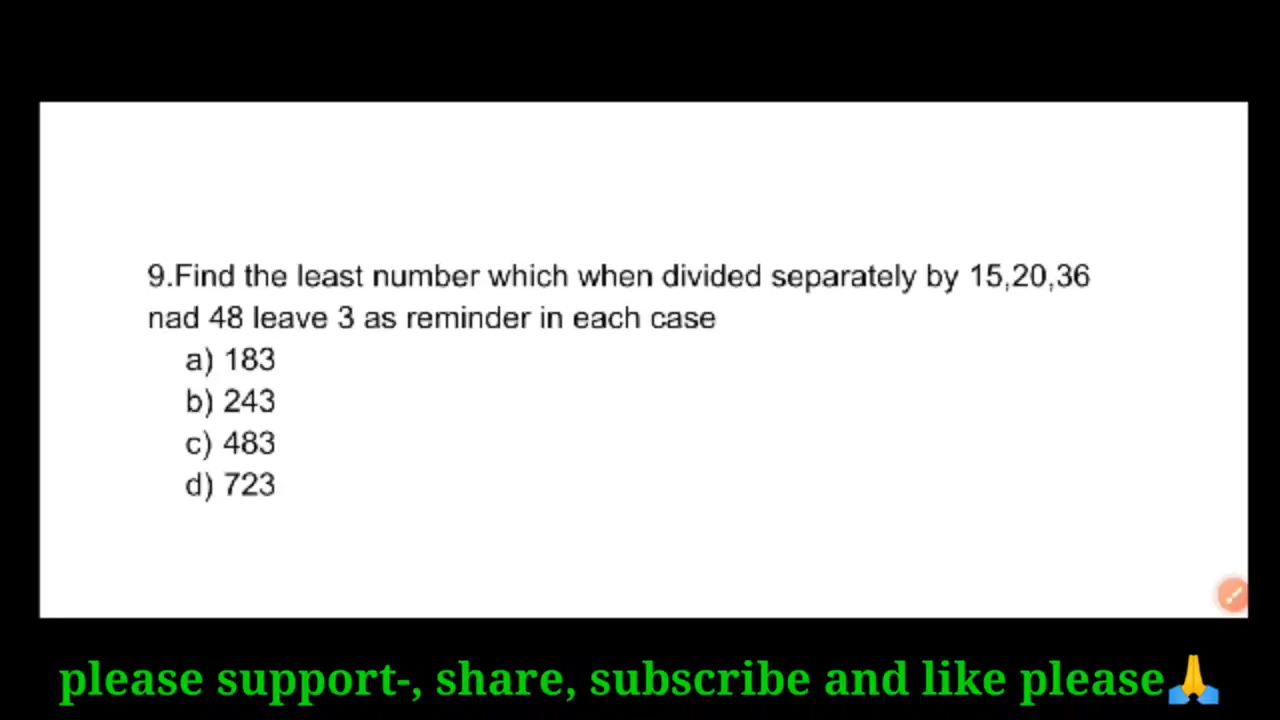 9.Find the least number which when divided separately by 15,20,36
nad 48 leave 3 as reminder in each case
a) 183
b) 243
c) 483
d) 723
please support-, share, subscribe and like please🙏